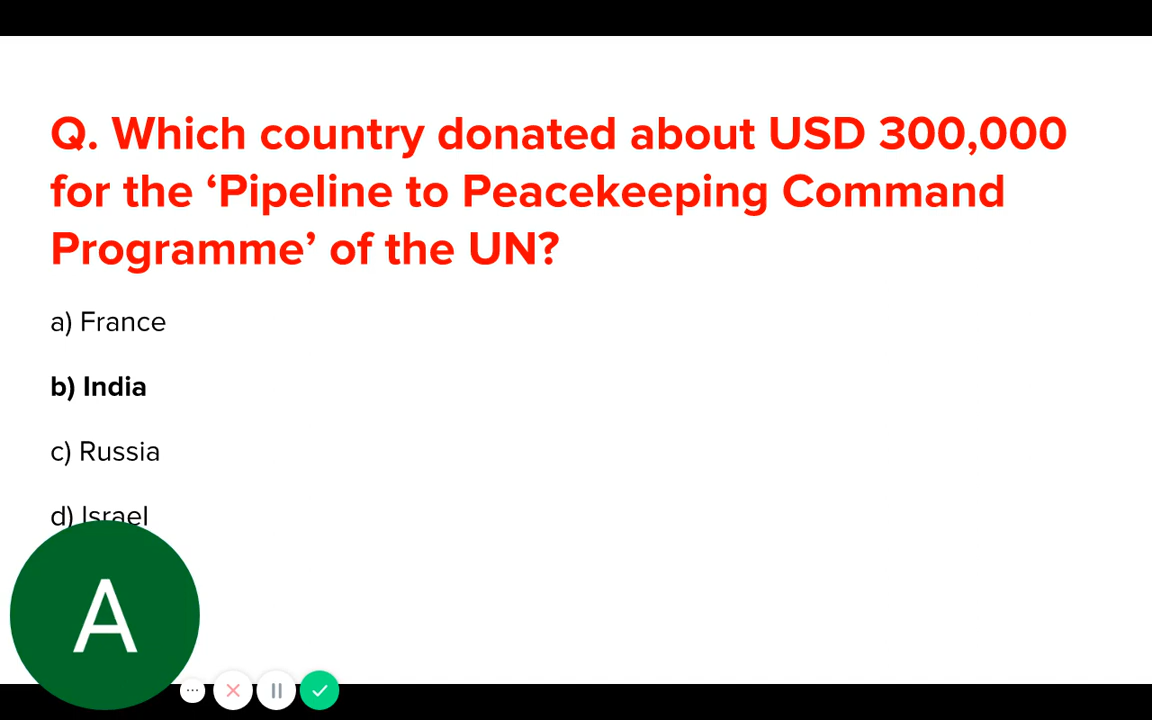 Q. Which country donated about USD 300,000
for the ‘Pipeline to Peacekeeping Command
Programme’ of the UN?
a) France
b) India
c) Russia
d) Israel
A